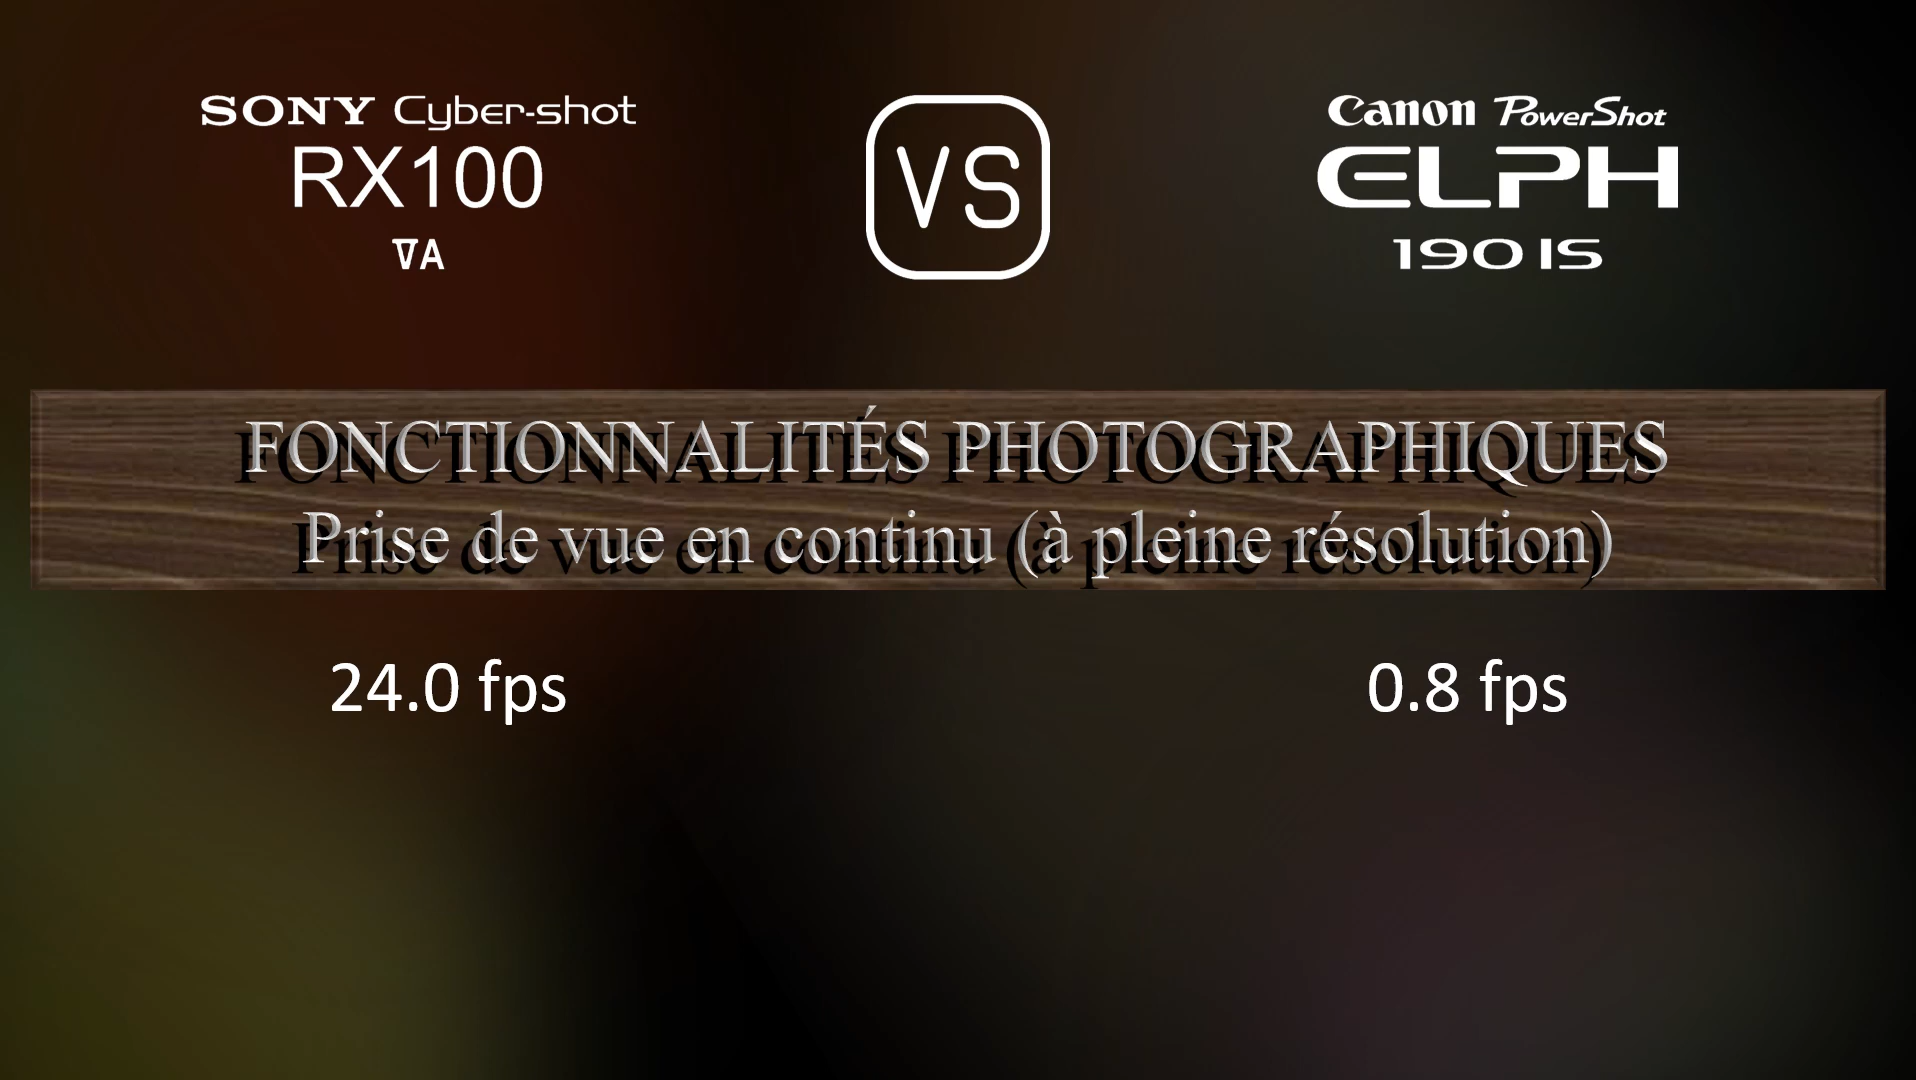 SONY Cyber-shot
RX100
VA
VS
Canon PowerShot
ELPH
190 IS
FONCTIONNALITÉS PHOTOGRAPHIQUES
Prise de vue en continu (à pleine résolution)
24.0 fps
0.8 fps